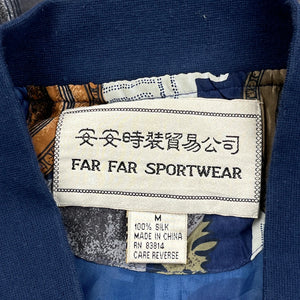 安安時裝貿易公司
FAR FAR SPORTWEAR
M
100% SILK
MADE IN CHINA
RN 83814
CARE REVERSE